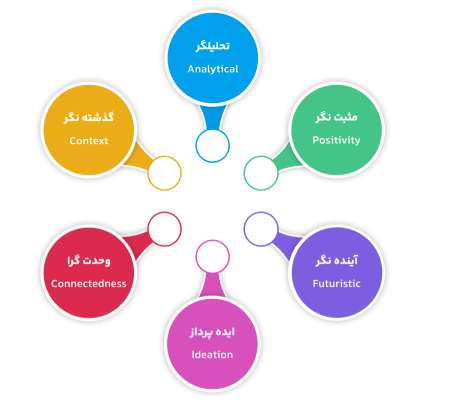 تحلیلگر
Analytical
مثبت نگر
Positivity
گذشته نگر
Context
آینده نگر
Futuristic
وحدت گرا
Connectedness
ایده پرداز
Ideation